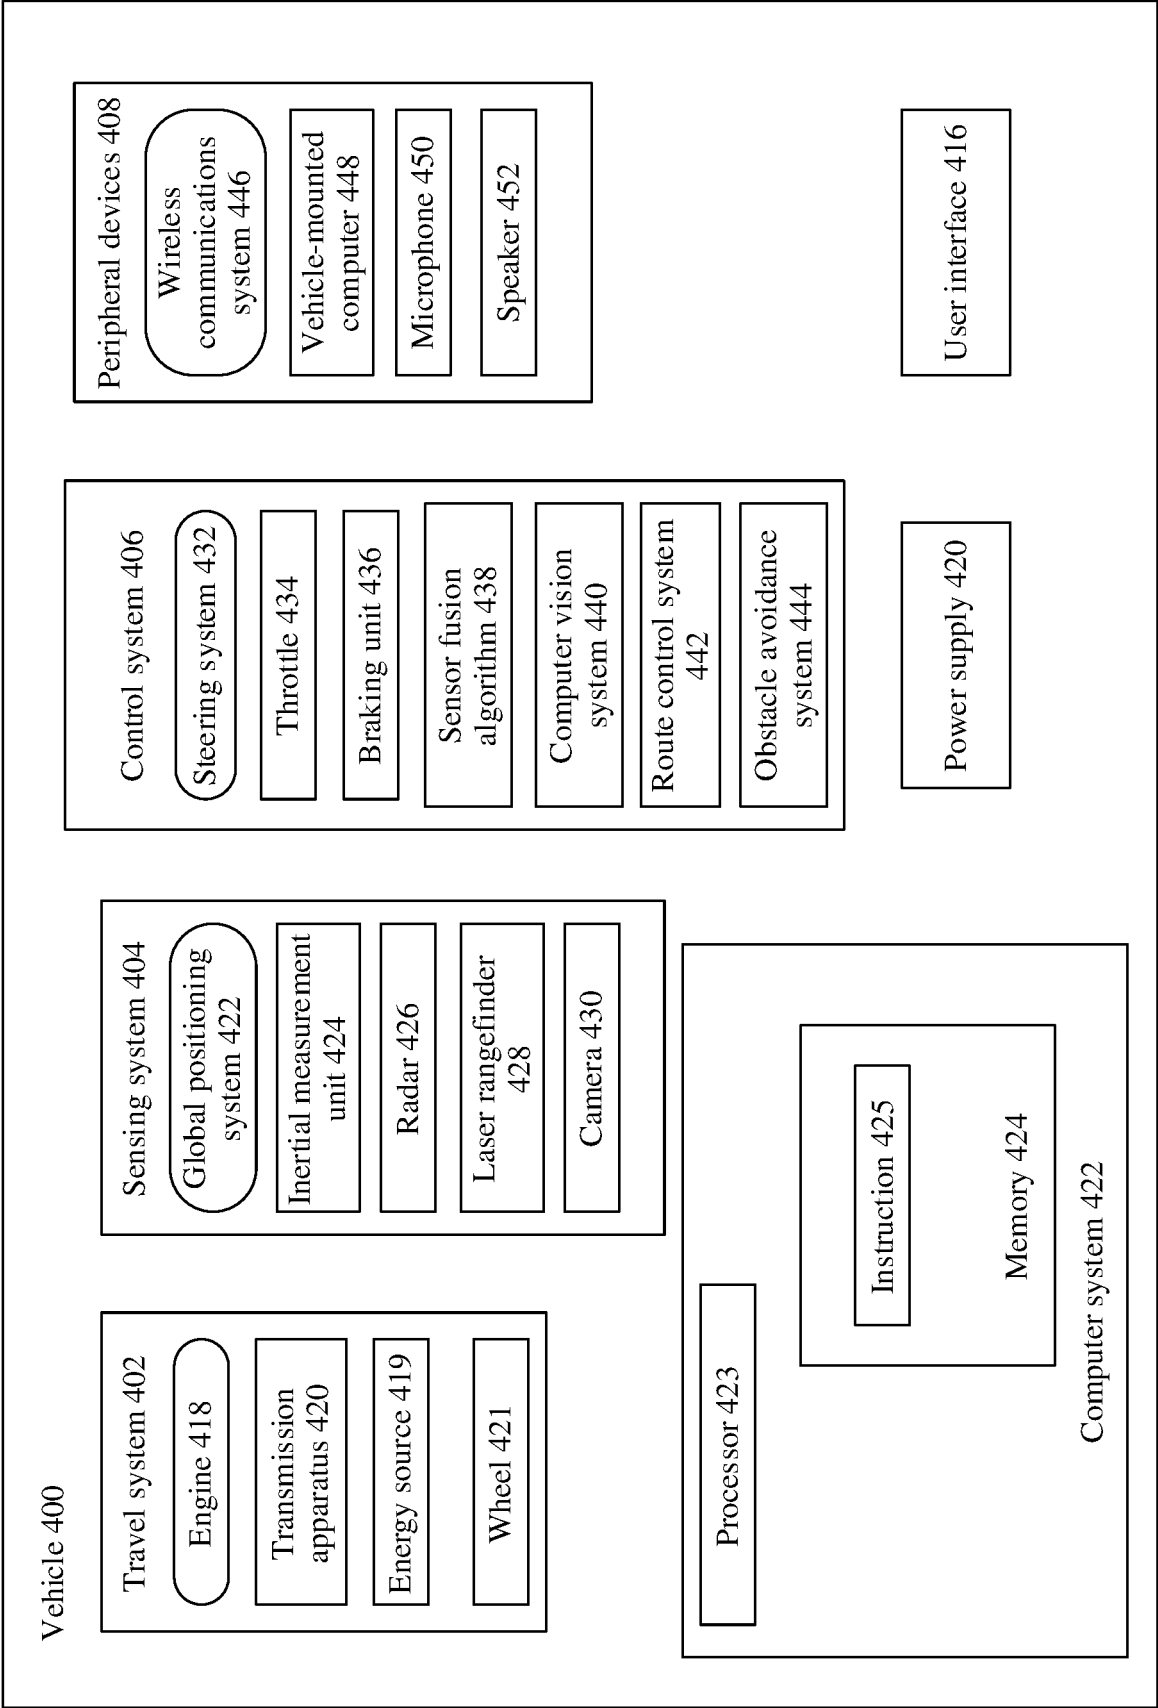 Vehicle 400
Travel system 402
Engine 418
Transmission
apparatus 420
Energy source 419
Wheel 421
Sensing system 404
Global positioning
system 422
Inertial measurement
unit 424
Radar 426
Laser rangefinder
428
Camera 430
Control system 406
Steering system 432
Throttle 434
Braking unit 436
Sensor fusion
algorithm 438
Computer vision
system 440
Route control system
442
Obstacle avoidance
system 444
Peripheral devices 408
Wireless
communications
system 446
Vehicle-mounted
computer 448
Microphone 450
Speaker 452
Processor 423
Instruction 425
Memory 424
Computer system 422
Power supply 420
User interface 416